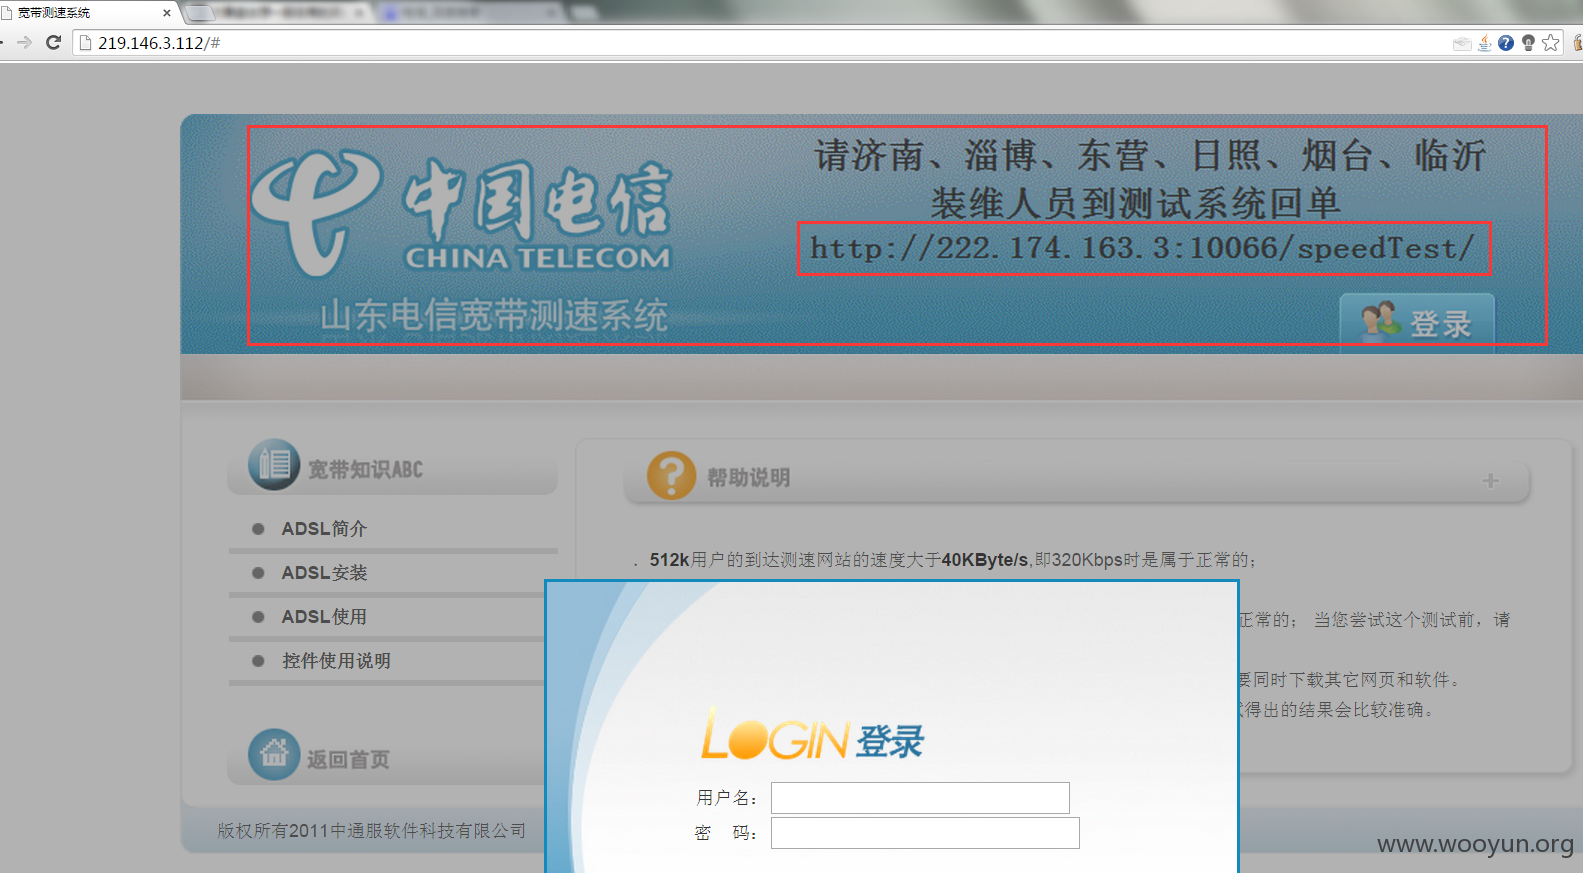 宽带测速系统
219.146.3.112/#
中国电信
CHINA TELECOM
山东电信宽带测速系统
请济南、淄博、东营、日照、烟台、临沂
装维人员到测试系统回单
http://222.174.163.3:10066/speedTest/
登录
宽带知识ABC
ADSL简介
ADSL安装
ADSL使用
控件使用说明
返回首页
帮助说明
. 512k用户的到达测速网站的速度大于40KByte/s,即320Kbps时是属于正常的；
正常的； 当您尝试这个测试前，请
要同时下载其它网页和软件。
得出的结果会比较准确。
LOGIN 登录
用户名：
密 码：
版权所有2011中通服软件科技有限公司
www.wooyun.org